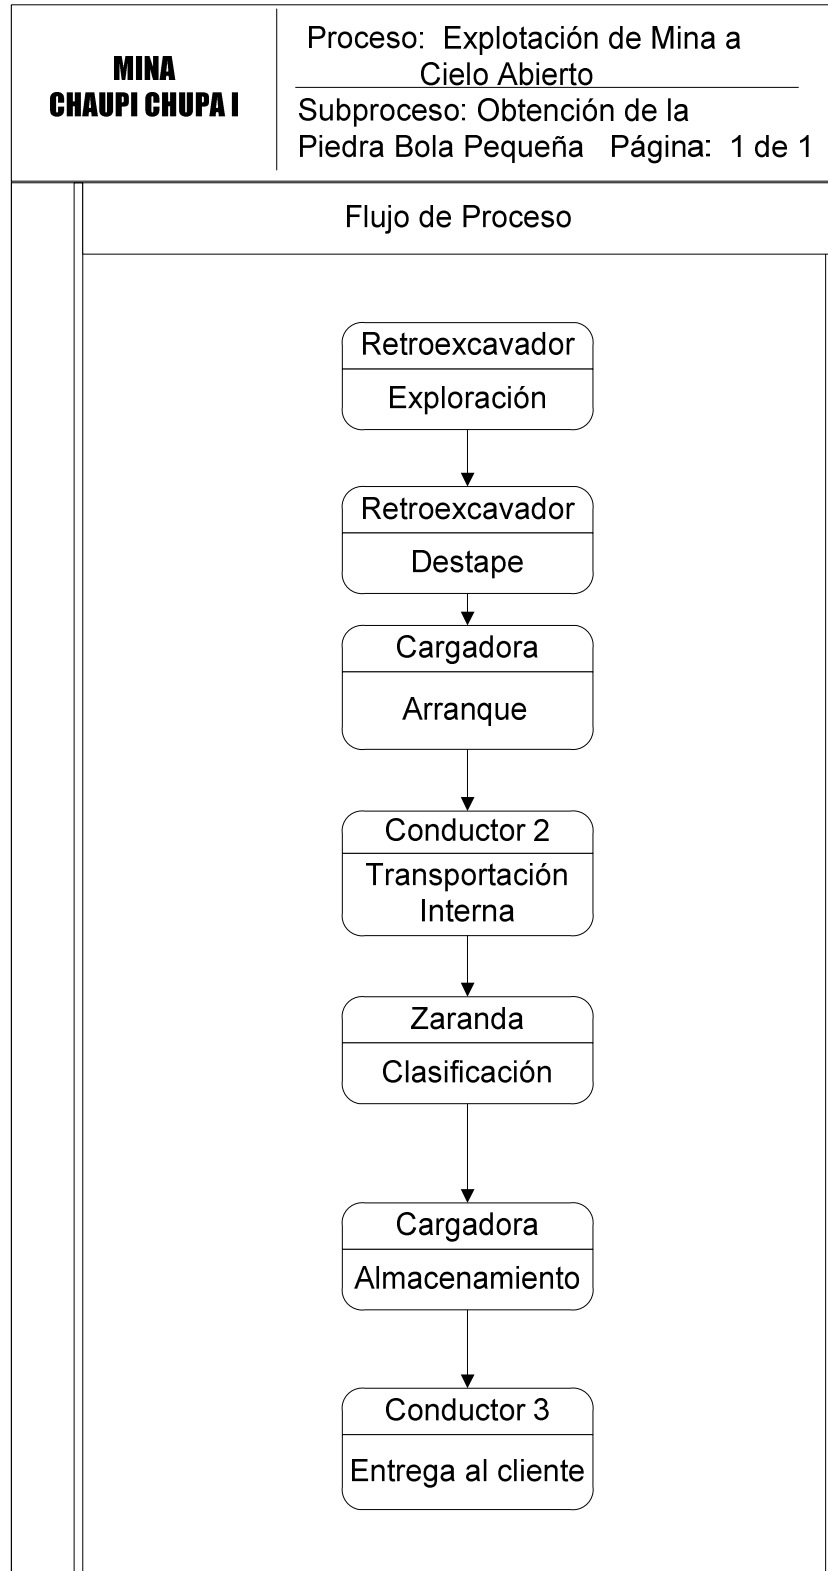 MINA
CHAUPI CHUPA I
Proceso: Explotación de Mina a
Cielo Abierto
Subproceso: Obtención de la
Piedra Bola Pequeña Página: 1 de 1
Flujo de Proceso
Retroexcavador
Exploración
Retroexcavador
Destape
Cargadora
Arranque
Conductor 2
Transportación
Interna
Zaranda
Clasificación
Cargadora
Almacenamiento
Conductor 3
Entrega al cliente